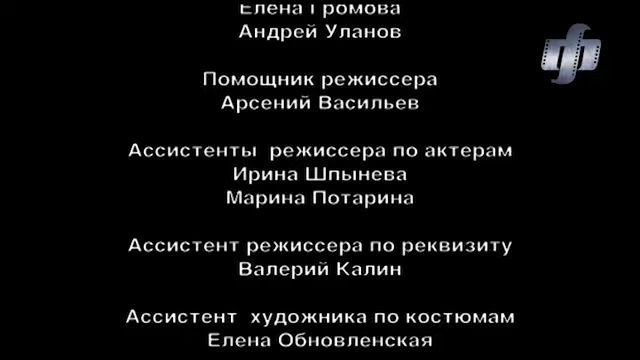 Елена Громова
Андрей Уланов
Помощник режиссера
Арсений Васильев
Ассистенты режиссера по актерам
Ирина Шпынева
Марина Потарина
Ассистент режиссера по реквизиту
Валерий Калин
Ассистент художника по костюмам
Елена Обновленская